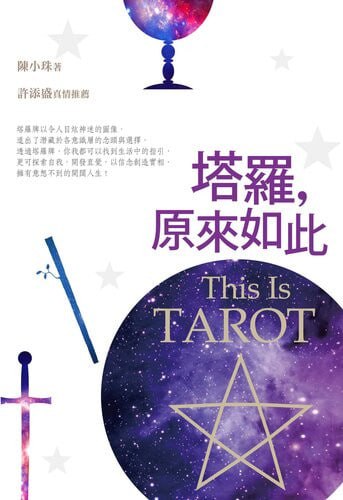 陳小珠著
許添盛真情推薦
塔羅牌以令人目炫神迷的圖像，
道出了潛藏於各意識層的念頭與選擇，
透過塔羅牌，你我都可以找到生活中的指引，
更可探索自我，開發直覺，以信念創造實相，
擁有意想不到的開闊人生！
塔羅，
原來如此
This Is
TAROT